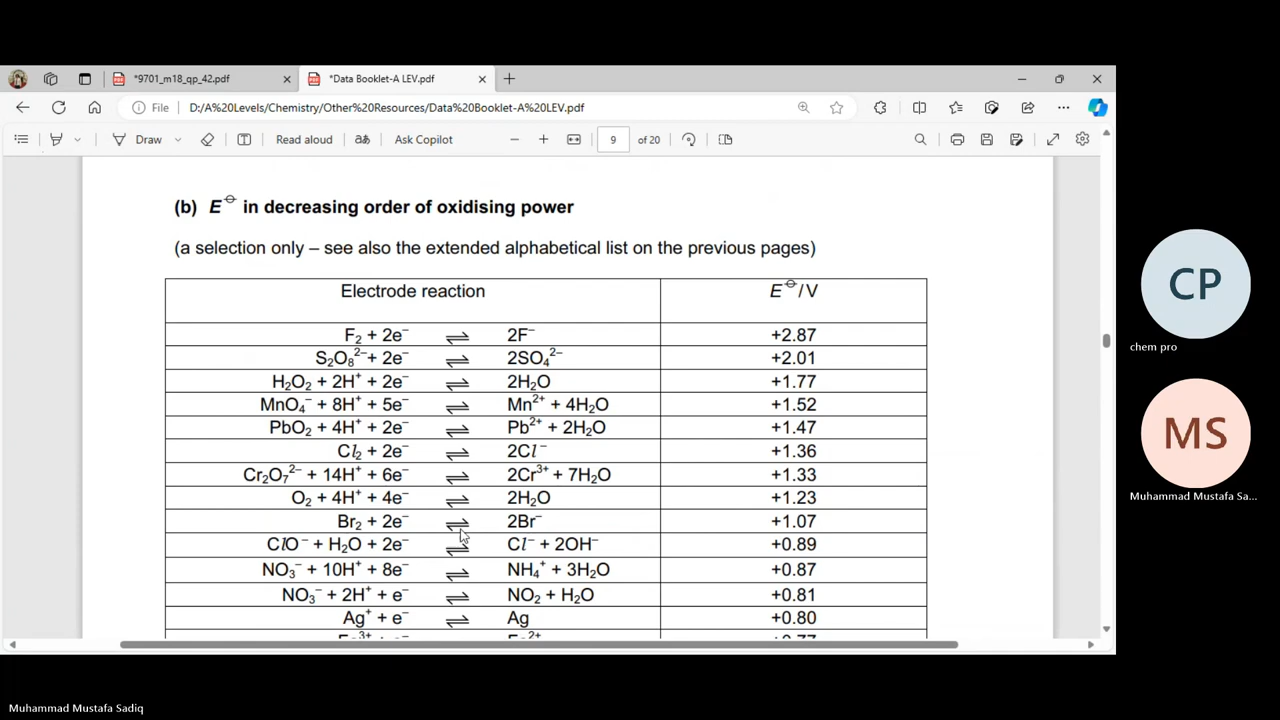 *9701_m18_qp_42.pdf
*Data Booklet-A LEV.pdf
File
D:/A%20Levels/Chemistry/Other%20Resources/Data%20Booklet-A%20LEV.pdf
Draw
Read aloud
aあ
Ask Copilot
9 of 20
(b) E⦵ in decreasing order of oxidising power
(a selection only – see also the extended alphabetical list on the previous pages)
Electrode reaction E⦵/V
F₂ + 2e⁻ ⇌ 2F⁻ +2.87
S₂O₈²⁻ + 2e⁻ ⇌ 2SO₄²⁻ +2.01
H₂O₂ + 2H⁺ + 2e⁻ ⇌ 2H₂O +1.77
MnO₄⁻ + 8H⁺ + 5e⁻ ⇌ Mn²⁺ + 4H₂O +1.52
PbO₂ + 4H⁺ + 2e⁻ ⇌ Pb²⁺ + 2H₂O +1.47
Cl₂ + 2e⁻ ⇌ 2Cl⁻ +1.36
Cr₂O₇²⁻ + 14H⁺ + 6e⁻ ⇌ 2Cr³⁺ + 7H₂O +1.33
O₂ + 4H⁺ + 4e⁻ ⇌ 2H₂O +1.23
Br₂ + 2e⁻ ⇌ 2Br⁻ +1.07
ClO⁻ + H₂O + 2e⁻ ⇌ Cl⁻ + 2OH⁻ +0.89
NO₃⁻ + 10H⁺ + 8e⁻ ⇌ NH₄⁺ + 3H₂O +0.87
NO₃⁻ + 2H⁺ + e⁻ ⇌ NO₂ + H₂O +0.81
Ag⁺ + e⁻ ⇌ Ag +0.80
CP
chem pro
MS
Muhammad Mustafa Sa...
Muhammad Mustafa Sadiq